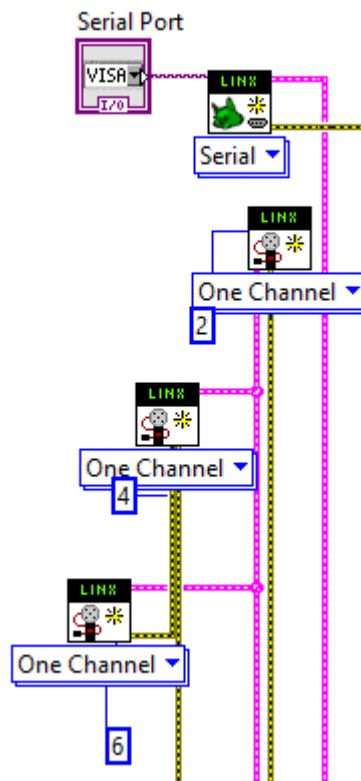 Serial Port
VISA
I/O
LINX
Serial
LINX
One Channel
2
LINX
One Channel
4
LINX
One Channel
6